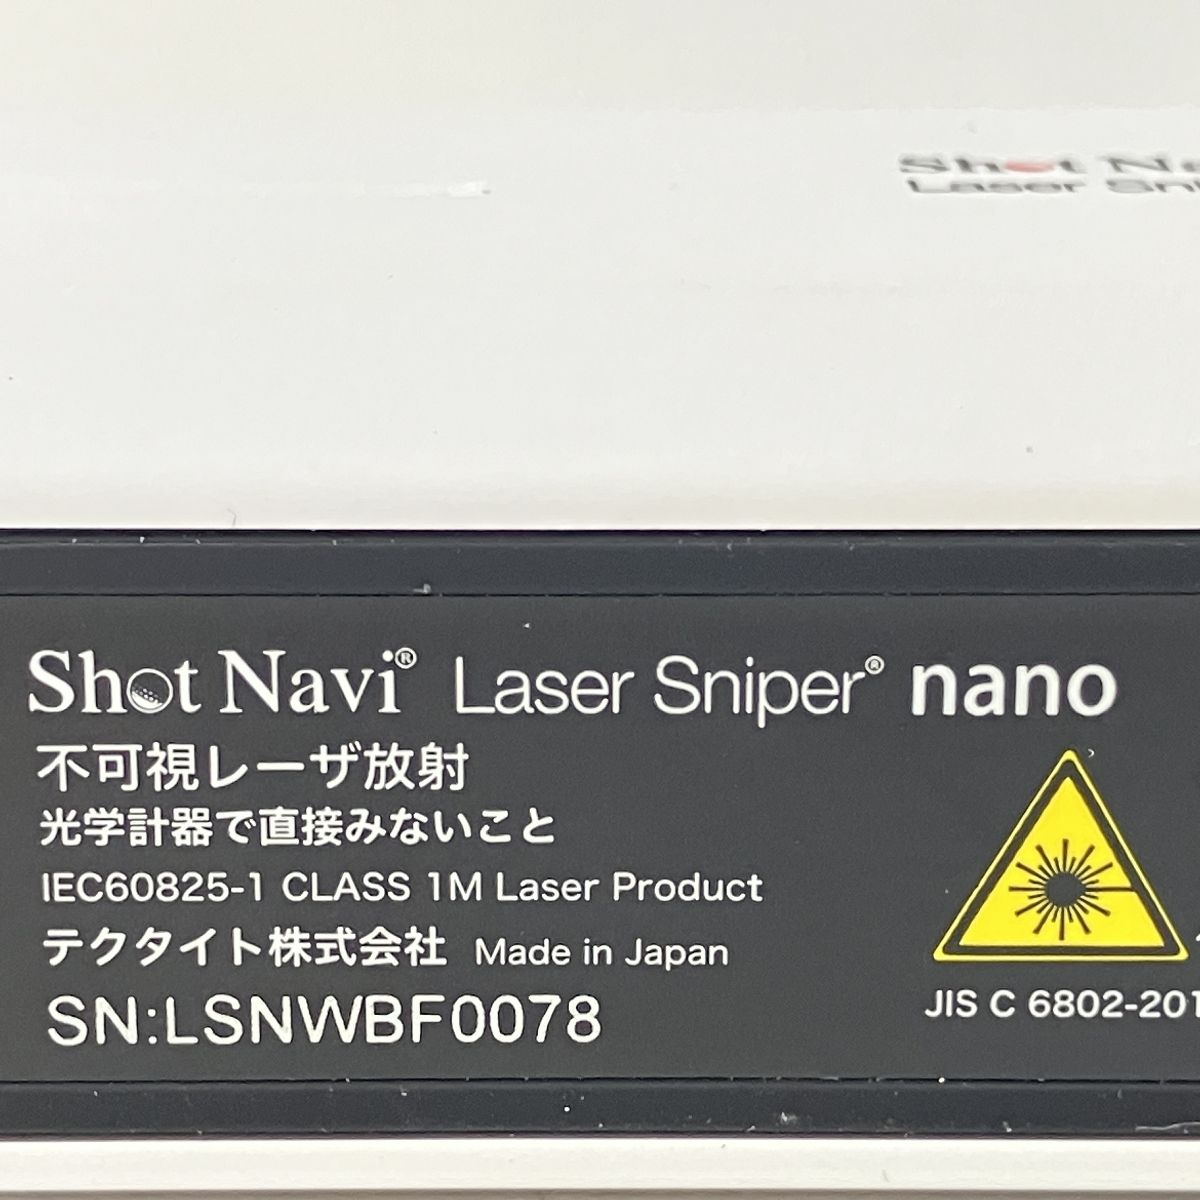 Shot
Laser
Shot Navi® Laser Sniper® nano
不可視レーザ放射
光学計器で直接みないこと
IEC60825-1 CLASS 1M Laser Product
テクタイト株式会社 Made in Japan
SN:LSNWBF0078
JIS C 6802-201